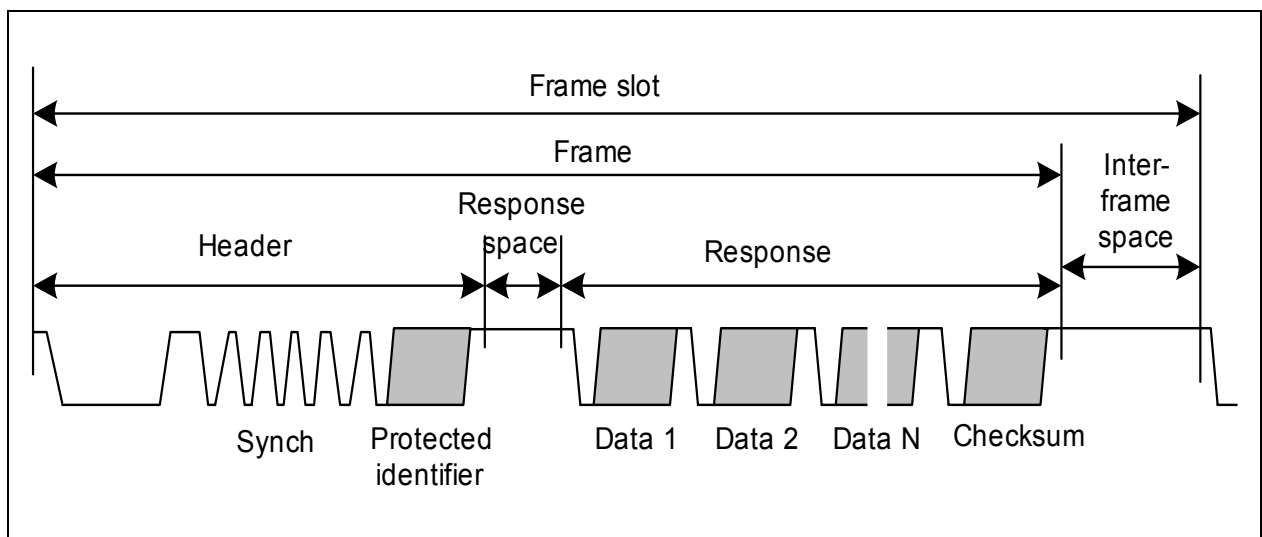 Frame slot
Frame
Inter-
frame
space
Response
space
Header
Response
Synch
Protected
identifier
Data 1
Data 2
Data N
Checksum